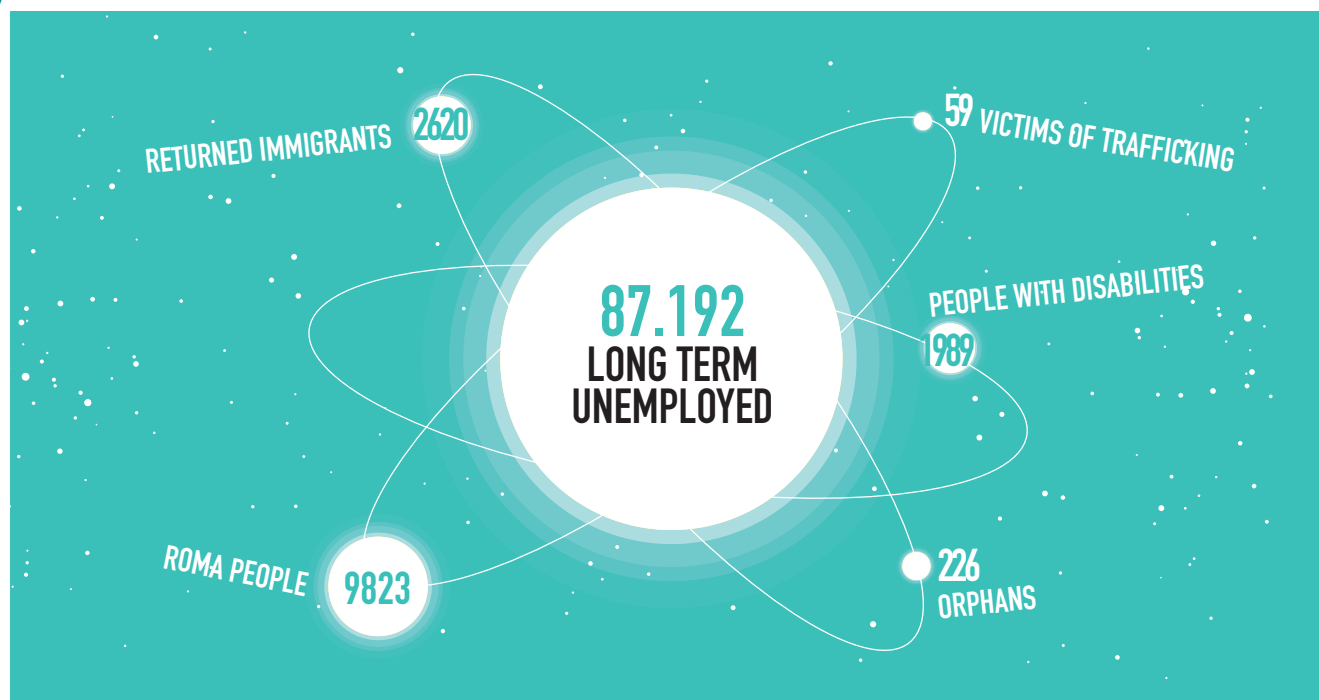 2620
RETURNED IMMIGRANTS
59 VICTIMS OF TRAFFICKING
PEOPLE WITH DISABILITIES
1989
87.192
LONG TERM
UNEMPLOYED
ROMA PEOPLE
9823
226
ORPHANS